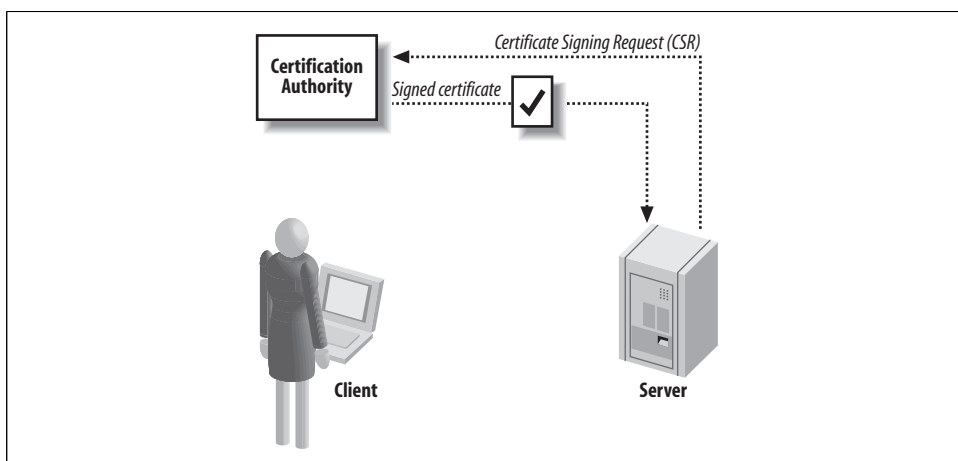 Certificate Signing Request (CSR)
Certification
Authority
Signed certificate
Client
Server